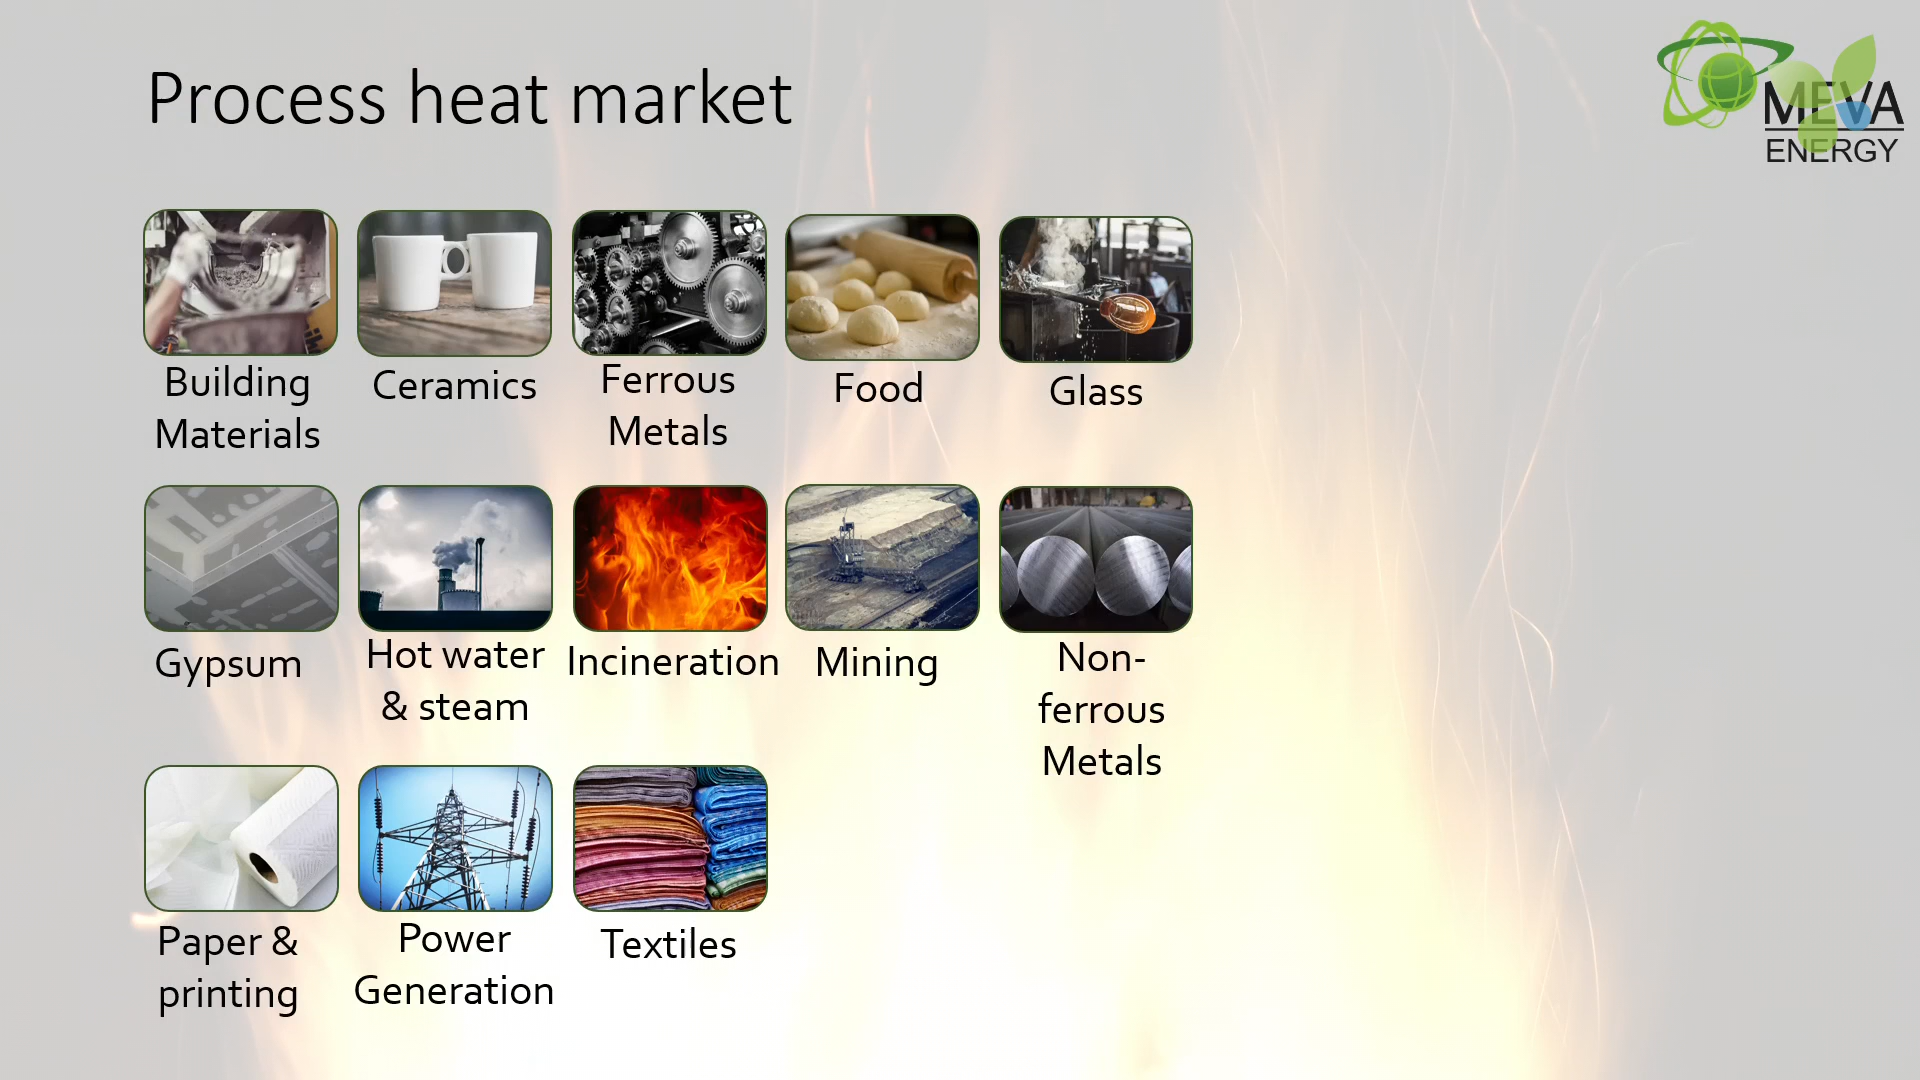 Process heat market
MEVA
ENERGY
Building
Materials
Ceramics
Ferrous
Metals
Food
Glass
Gypsum
Hot water
& steam
Incineration
Mining
Non-
ferrous
Metals
Paper &
printing
Power
Generation
Textiles